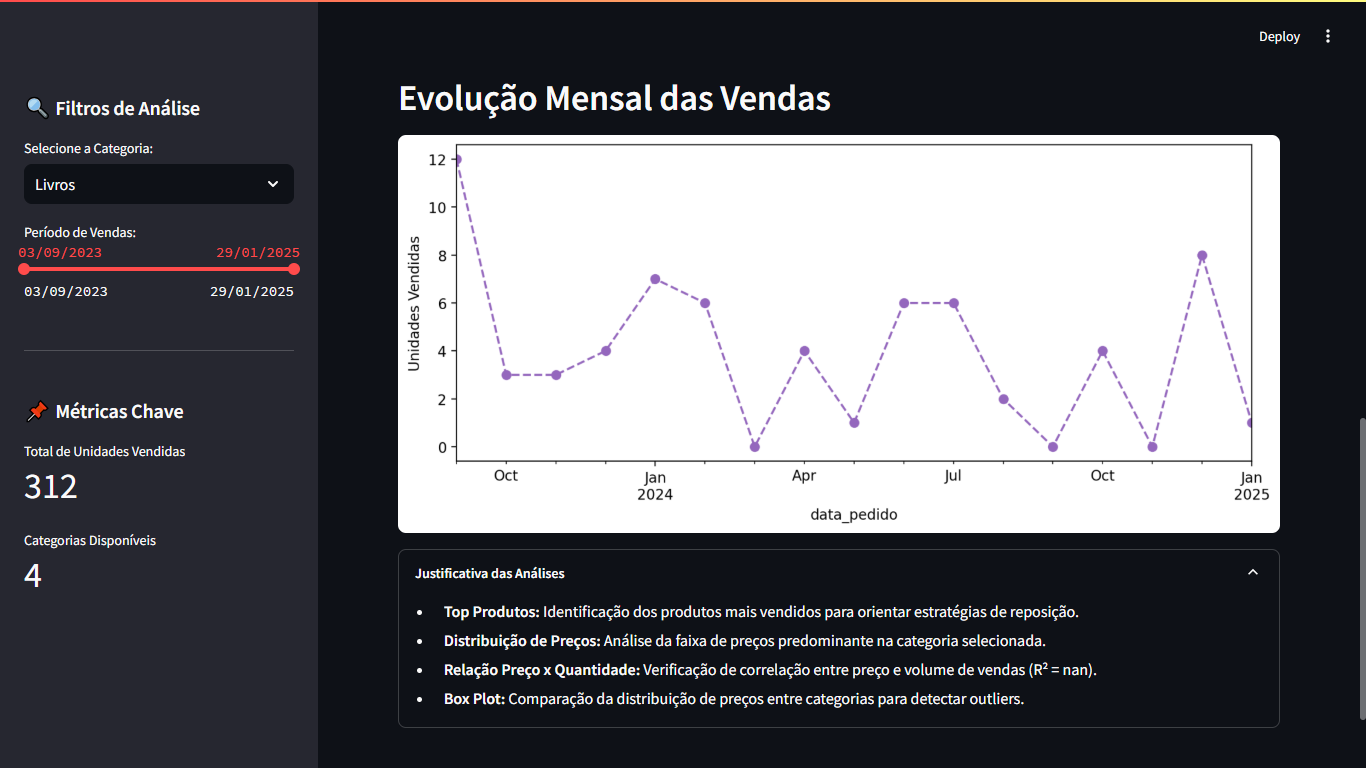 Deploy
🔍 Filtros de Análise
Selecione a Categoria:
Livros
Período de Vendas:
03/09/2023 29/01/2025
03/09/2023 29/01/2025
📌 Métricas Chave
Total de Unidades Vendidas
312
Categorias Disponíveis
4
Evolução Mensal das Vendas
Unidades Vendidas
12
10
8
6
4
2
0
Oct Jan Apr Jul Oct Jan
2024 2025
data_pedido
Justificativa das Análises
• Top Produtos: Identificação dos produtos mais vendidos para orientar estratégias de reposição.
• Distribuição de Preços: Análise da faixa de preços predominante na categoria selecionada.
• Relação Preço x Quantidade: Verificação de correlação entre preço e volume de vendas (R² = nan).
• Box Plot: Comparação da distribuição de preços entre categorias para detectar outliers.